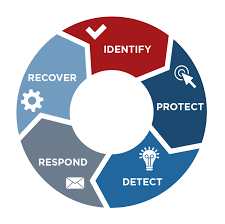 IDENTIFY
PROTECT
DETECT
RESPOND
RECOVER